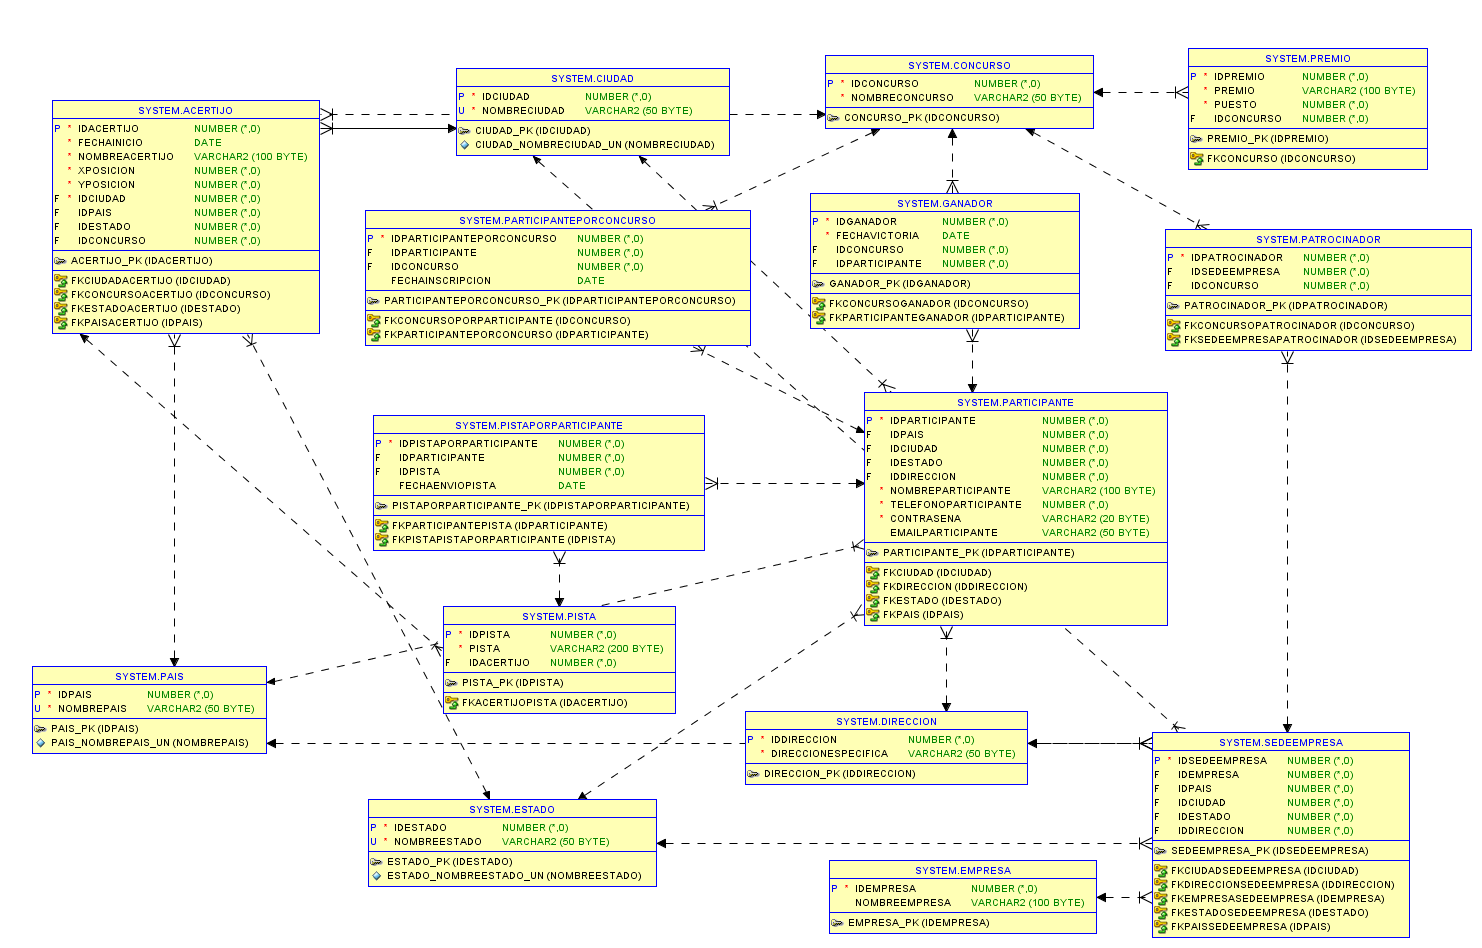 SYSTEM.ACERTIJO
P * IDACERTIJO NUMBER (*,0)
* FECHAINICIO DATE
* NOMBREACERTIJO VARCHAR2 (100 BYTE)
* XPOSICION NUMBER (*,0)
* YPOSICION NUMBER (*,0)
F * IDCIUDAD NUMBER (*,0)
F IDPAIS NUMBER (*,0)
F IDESTADO NUMBER (*,0)
F IDCONCURSO NUMBER (*,0)
ACERTIJO_PK (IDACERTIJO)
FKCIUDADACERTIJO (IDCIUDAD)
FKCONCURSOACERTIJO (IDCONCURSO)
FKESTADOACERTIJO (IDESTADO)
FKPAISACERTIJO (IDPAIS)
SYSTEM.CIUDAD
P * IDCIUDAD NUMBER (*,0)
U * NOMBRECIUDAD VARCHAR2 (50 BYTE)
CIUDAD_PK (IDCIUDAD)
CIUDAD_NOMBRECIUDAD_UN (NOMBRECIUDAD)
SYSTEM.CONCURSO
P * IDCONCURSO NUMBER (*,0)
* NOMBRECONCURSO VARCHAR2 (50 BYTE)
CONCURSO_PK (IDCONCURSO)
SYSTEM.PREMIO
P * IDPREMIO NUMBER (*,0)
* PREMIO VARCHAR2 (100 BYTE)
* PUESTO NUMBER (*,0)
F IDCONCURSO NUMBER (*,0)
PREMIO_PK (IDPREMIO)
FKCONCURSO (IDCONCURSO)
SYSTEM.PARTICIPANTEPORCONCURSO
P * IDPARTICIPANTEPORCONCURSO NUMBER (*,0)
F IDPARTICIPANTE NUMBER (*,0)
F IDCONCURSO NUMBER (*,0)
FECHAINSCRIPCION DATE
PARTICIPANTEPORCONCURSO_PK (IDPARTICIPANTEPORCONCURSO)
FKCONCURSOPORPARTICIPANTE (IDCONCURSO)
FKPARTICIPANTEPORCONCURSO (IDPARTICIPANTE)
SYSTEM.GANADOR
P * IDGANADOR NUMBER (*,0)
* FECHAVICTORIA DATE
F IDCONCURSO NUMBER (*,0)
F IDPARTICIPANTE NUMBER (*,0)
GANADOR_PK (IDGANADOR)
FKCONCURSOGANADOR (IDCONCURSO)
FKPARTICIPANTEGANADOR (IDPARTICIPANTE)
SYSTEM.PATROCINADOR
P * IDPATROCINADOR NUMBER (*,0)
F IDSEDEEMPRESA NUMBER (*,0)
F IDCONCURSO NUMBER (*,0)
PATROCINADOR_PK (IDPATROCINADOR)
FKCONCURSOPATROCINADOR (IDCONCURSO)
FKSEDEEMPRESAPATROCINADOR (IDSEDEEMPRESA)
SYSTEM.PISTAPORPARTICIPANTE
P * IDPISTAPORPARTICIPANTE NUMBER (*,0)
F IDPARTICIPANTE NUMBER (*,0)
F IDPISTA NUMBER (*,0)
FECHAENVIOPISTA DATE
PISTAPORPARTICIPANTE_PK (IDPISTAPORPARTICIPANTE)
FKPARTICIPANTEPISTA (IDPARTICIPANTE)
FKPISTAPISTAPORPARTICIPANTE (IDPISTA)
SYSTEM.PARTICIPANTE
P * IDPARTICIPANTE NUMBER (*,0)
F IDPAIS NUMBER (*,0)
F IDCIUDAD NUMBER (*,0)
F IDESTADO NUMBER (*,0)
F IDDIRECCION NUMBER (*,0)
* NOMBREPARTICIPANTE VARCHAR2 (100 BYTE)
* TELEFONOPARTICIPANTE NUMBER (*,0)
* CONTRASENA VARCHAR2 (20 BYTE)
EMAILPARTICIPANTE VARCHAR2 (50 BYTE)
PARTICIPANTE_PK (IDPARTICIPANTE)
FKCIUDAD (IDCIUDAD)
FKDIRECCION (IDDIRECCION)
FKESTADO (IDESTADO)
FKPAIS (IDPAIS)
SYSTEM.PISTA
P * IDPISTA NUMBER (*,0)
* PISTA VARCHAR2 (200 BYTE)
F IDACERTIJO NUMBER (*,0)
PISTA_PK (IDPISTA)
FKACERTIJOPISTA (IDACERTIJO)
SYSTEM.PAIS
P * IDPAIS NUMBER (*,0)
U * NOMBREPAIS VARCHAR2 (50 BYTE)
PAIS_PK (IDPAIS)
PAIS_NOMBREPAIS_UN (NOMBREPAIS)
SYSTEM.DIRECCION
P * IDDIRECCION NUMBER (*,0)
* DIRECCIONESPECIFICA VARCHAR2 (50 BYTE)
DIRECCION_PK (IDDIRECCION)
SYSTEM.SEDEEMPRESA
P * IDSEDEEMPRESA NUMBER (*,0)
F IDEMPRESA NUMBER (*,0)
F IDPAIS NUMBER (*,0)
F IDCIUDAD NUMBER (*,0)
F IDESTADO NUMBER (*,0)
F IDDIRECCION NUMBER (*,0)
SEDEEMPRESA_PK (IDSEDEEMPRESA)
FKCIUDADSEDEEMPRESA (IDCIUDAD)
FKDIRECCIONSEDEEMPRESA (IDDIRECCION)
FKEMPRESASEDEEMPRESA (IDEMPRESA)
FKESTADOSEDEEMPRESA (IDESTADO)
FKPAISSEDEEMPRESA (IDPAIS)
SYSTEM.ESTADO
P * IDESTADO NUMBER (*,0)
U * NOMBREESTADO VARCHAR2 (50 BYTE)
ESTADO_PK (IDESTADO)
ESTADO_NOMBREESTADO_UN (NOMBREESTADO)
SYSTEM.EMPRESA
P * IDEMPRESA NUMBER (*,0)
NOMBREEMPRESA VARCHAR2 (100 BYTE)
EMPRESA_PK (IDEMPRESA)